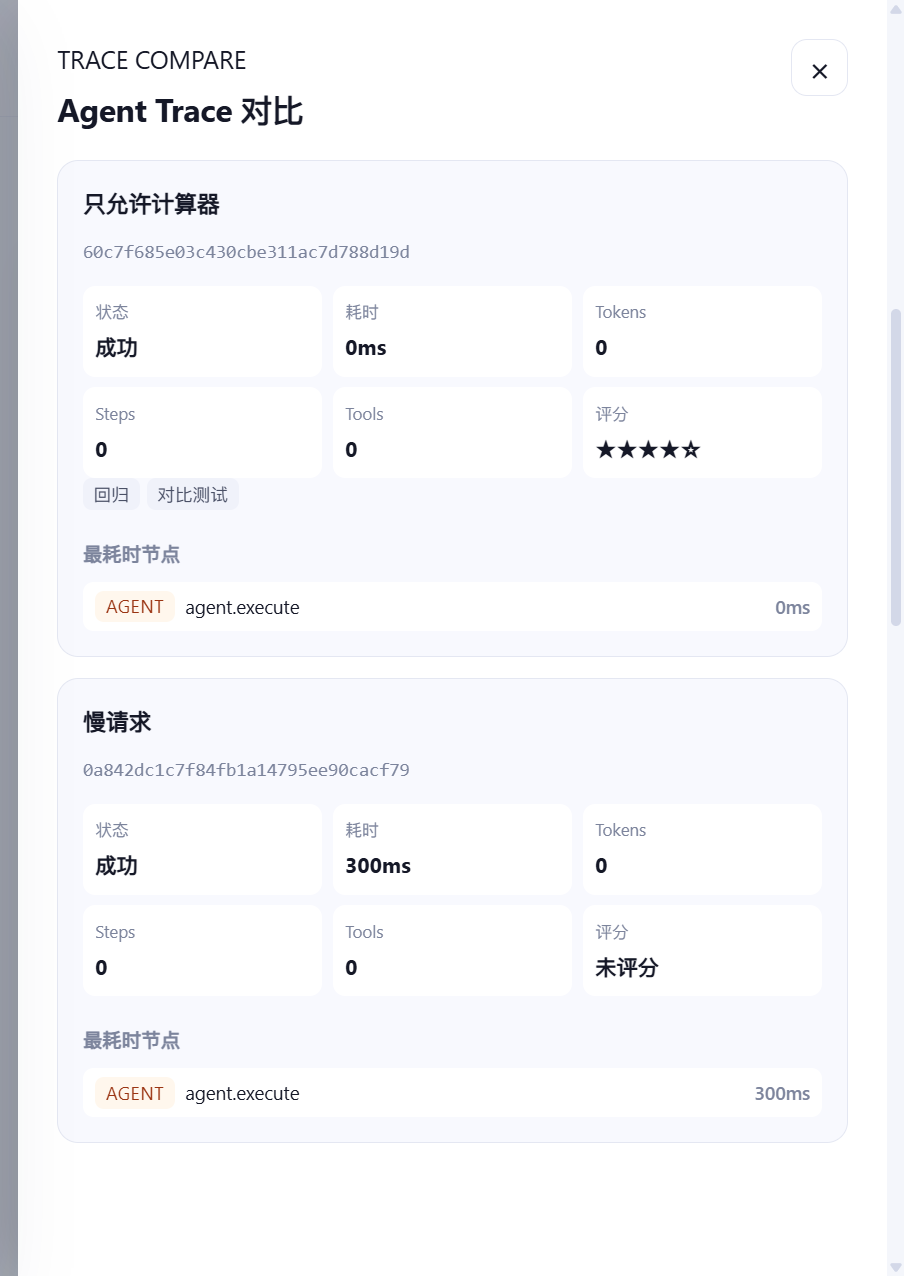 TRACE COMPARE
×
Agent Trace 对比
只允许计算器
60c7f685e03c430cbe311ac7d788d19d
状态 耗时 Tokens
成功 0ms 0
Steps Tools 评分
0 0 ★★★★☆
回归 对比测试
最耗时节点
AGENT agent.execute 0ms
慢请求
0a842dc1c7f84fb1a14795ee90cacf79
状态 耗时 Tokens
成功 300ms 0
Steps Tools 评分
0 0 未评分
最耗时节点
AGENT agent.execute 300ms